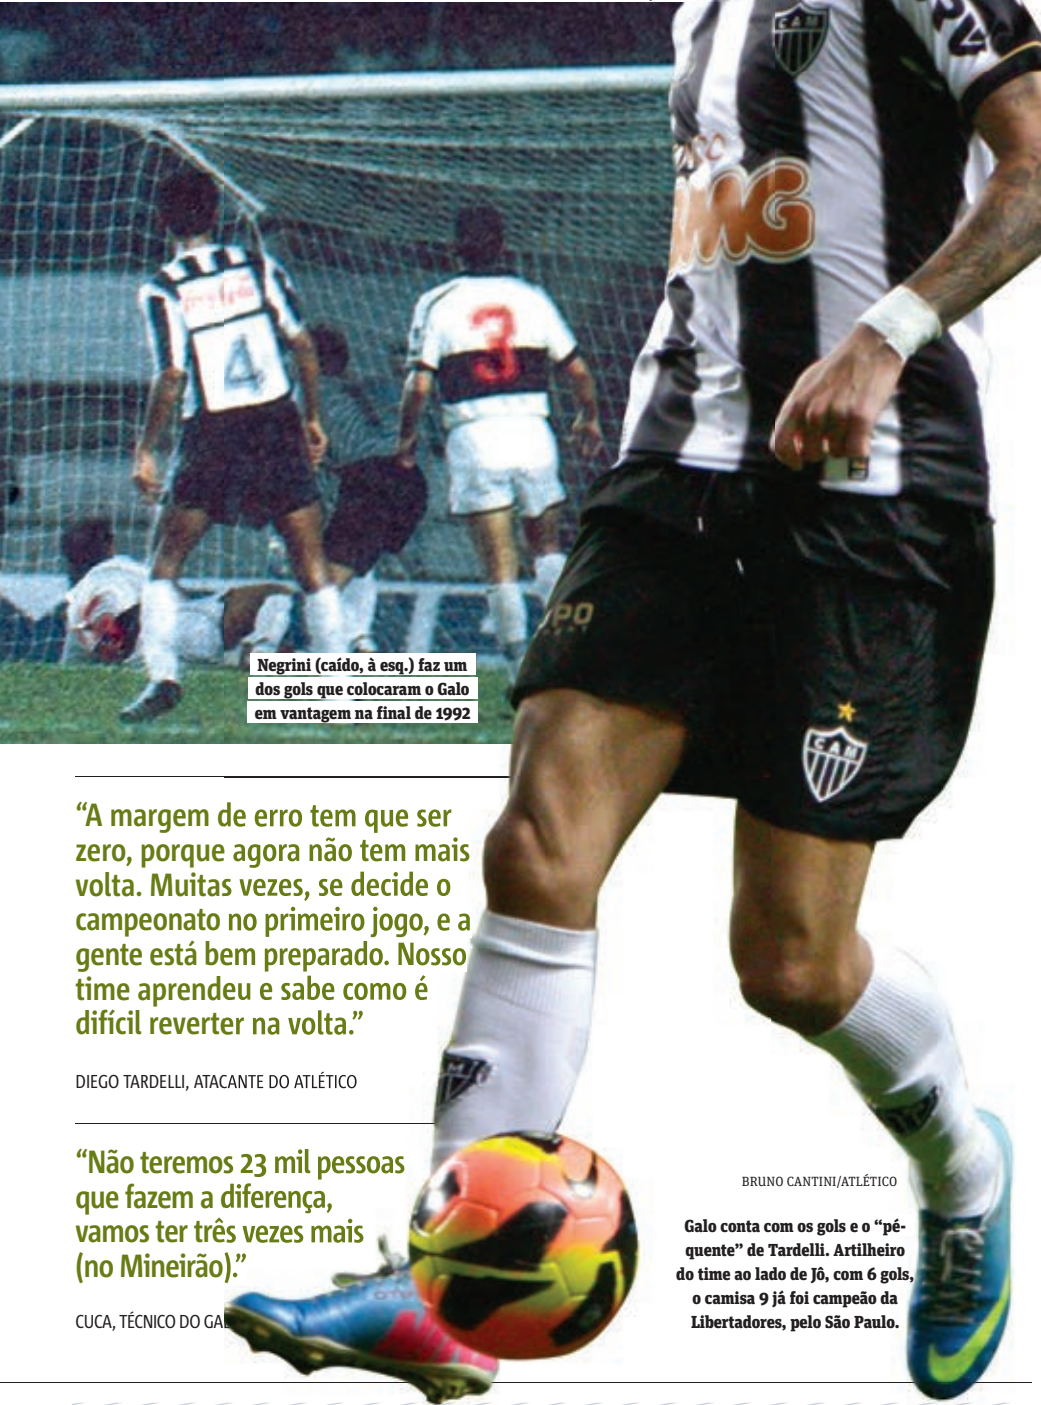 CAM
BMG
4
3
Negrini (caído, à esq.) faz um
dos gols que colocaram o Galo
em vantagem na final de 1992
CAM
“A margem de erro tem que ser
zero, porque agora não tem mais
volta. Muitas vezes, se decide o
campeonato no primeiro jogo, e a
gente está bem preparado. Nosso
time aprendeu e sabe como é
difícil reverter na volta.”
DIEGO TARDELLI, ATACANTE DO ATLÉTICO
“Não teremos 23 mil pessoas
que fazem a diferença,
vamos ter três vezes mais
(no Mineirão).”
CUCA, TÉCNICO DO
BRUNO CANTINI/ATLÉTICO
Galo conta com os gols e o “pé-
quente” de Tardelli. Artilheiro
do time ao lado de Jô, com 6 gols,
o camisa 9 já foi campeão da
Libertadores, pelo São Paulo.